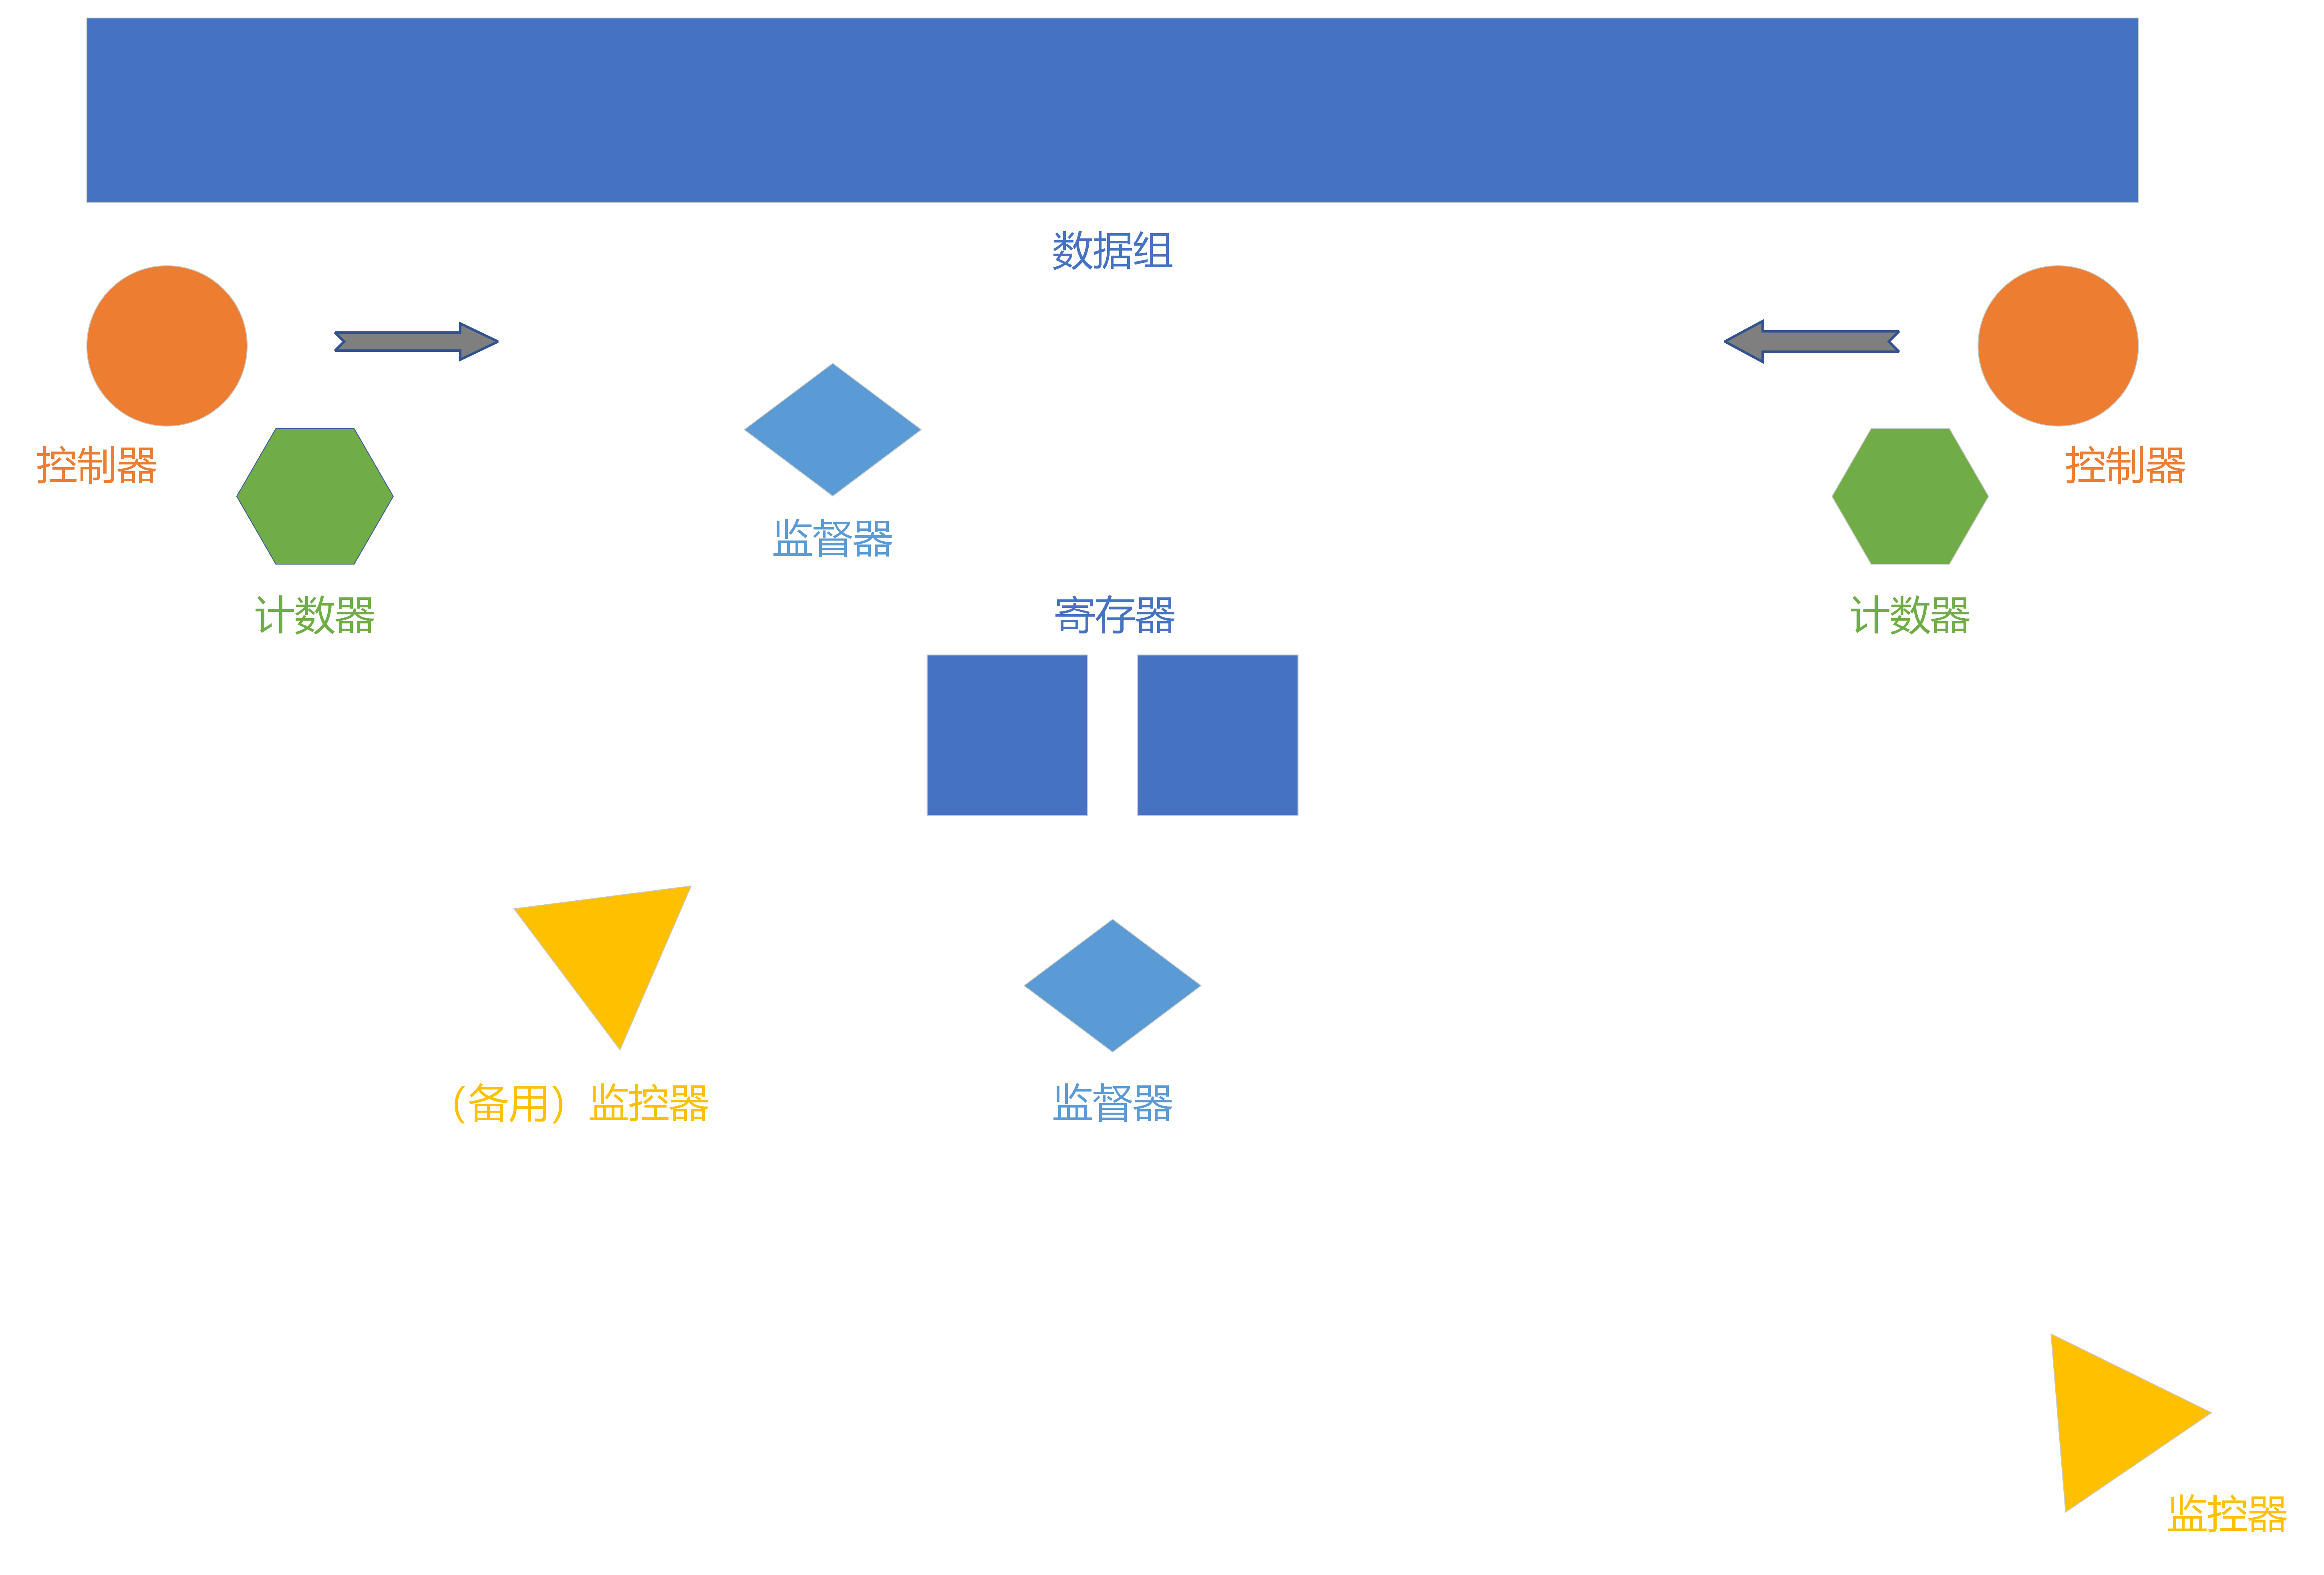 数据组
控制器
控制器
监督器
计数器
寄存器
计数器
（备用）监控器
监督器
监控器